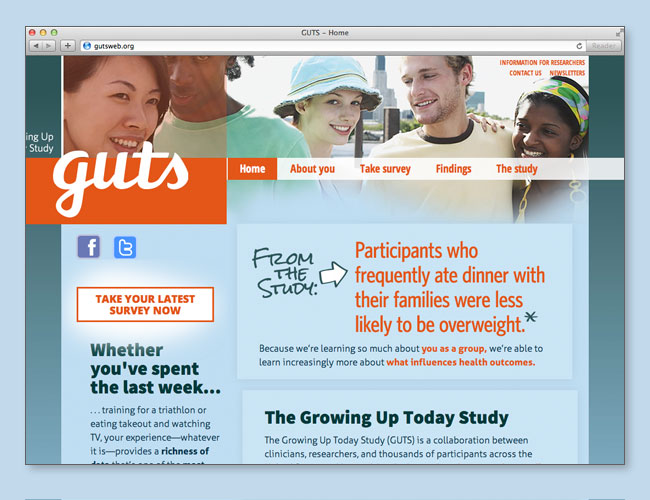 GUTS – Home
gutsweb.org
Reader
INFORMATION FOR RESEARCHERS
CONTACT US NEWSLETTERS
ing Up
Study
guts
Home About you Take survey Findings The study
TAKE YOUR LATEST
SURVEY NOW
Whether
you've spent
the last week...
. . . training for a triathlon or
eating takeout and watching
TV, your experience—whatever
it is—provides a richness of
data that's one of the most
FROM
THE
STUDY:
Participants who
frequently ate dinner with
their families were less
likely to be overweight.*
Because we're learning so much about you as a group, we're able to
learn increasingly more about what influences health outcomes.
The Growing Up Today Study
The Growing Up Today Study (GUTS) is a collaboration between
clinicians, researchers, and thousands of participants across the